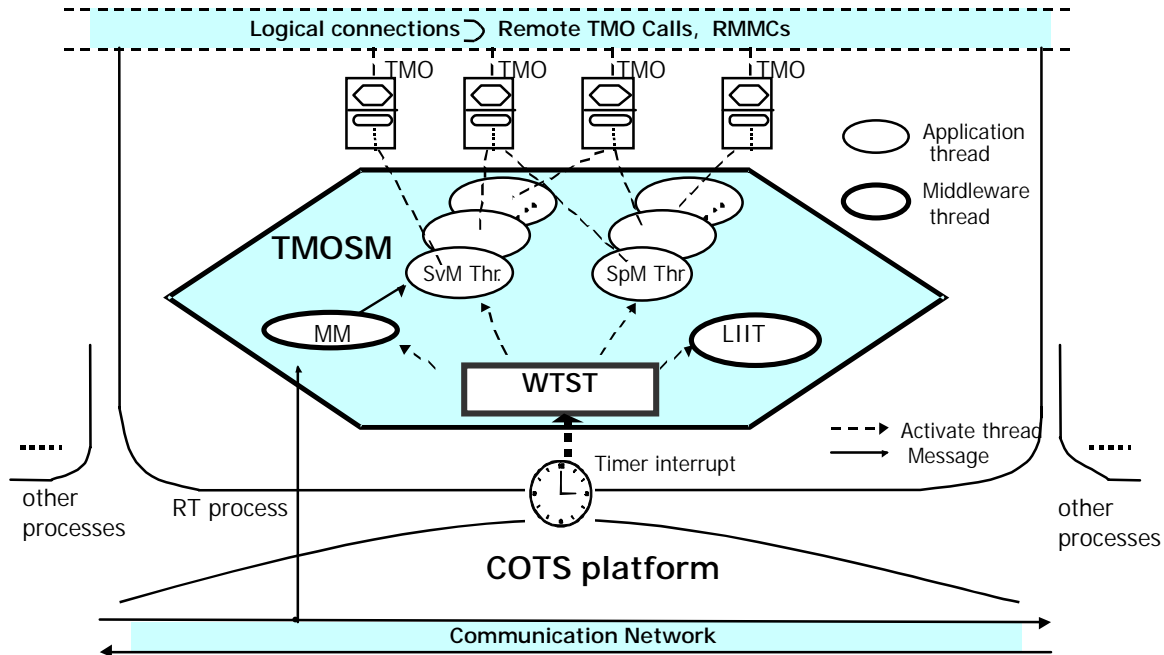 Logical connections Remote TMO Calls, RMMCs
TMO TMO TMO TMO
Application
thread
Middleware
thread
TMOSM
SvM Thr.
SpM Thr
MM
LIIT
WTST
Activate thread
Message
Timer interrupt
RT process
other
processes
other
processes
COTS platform
Communication Network